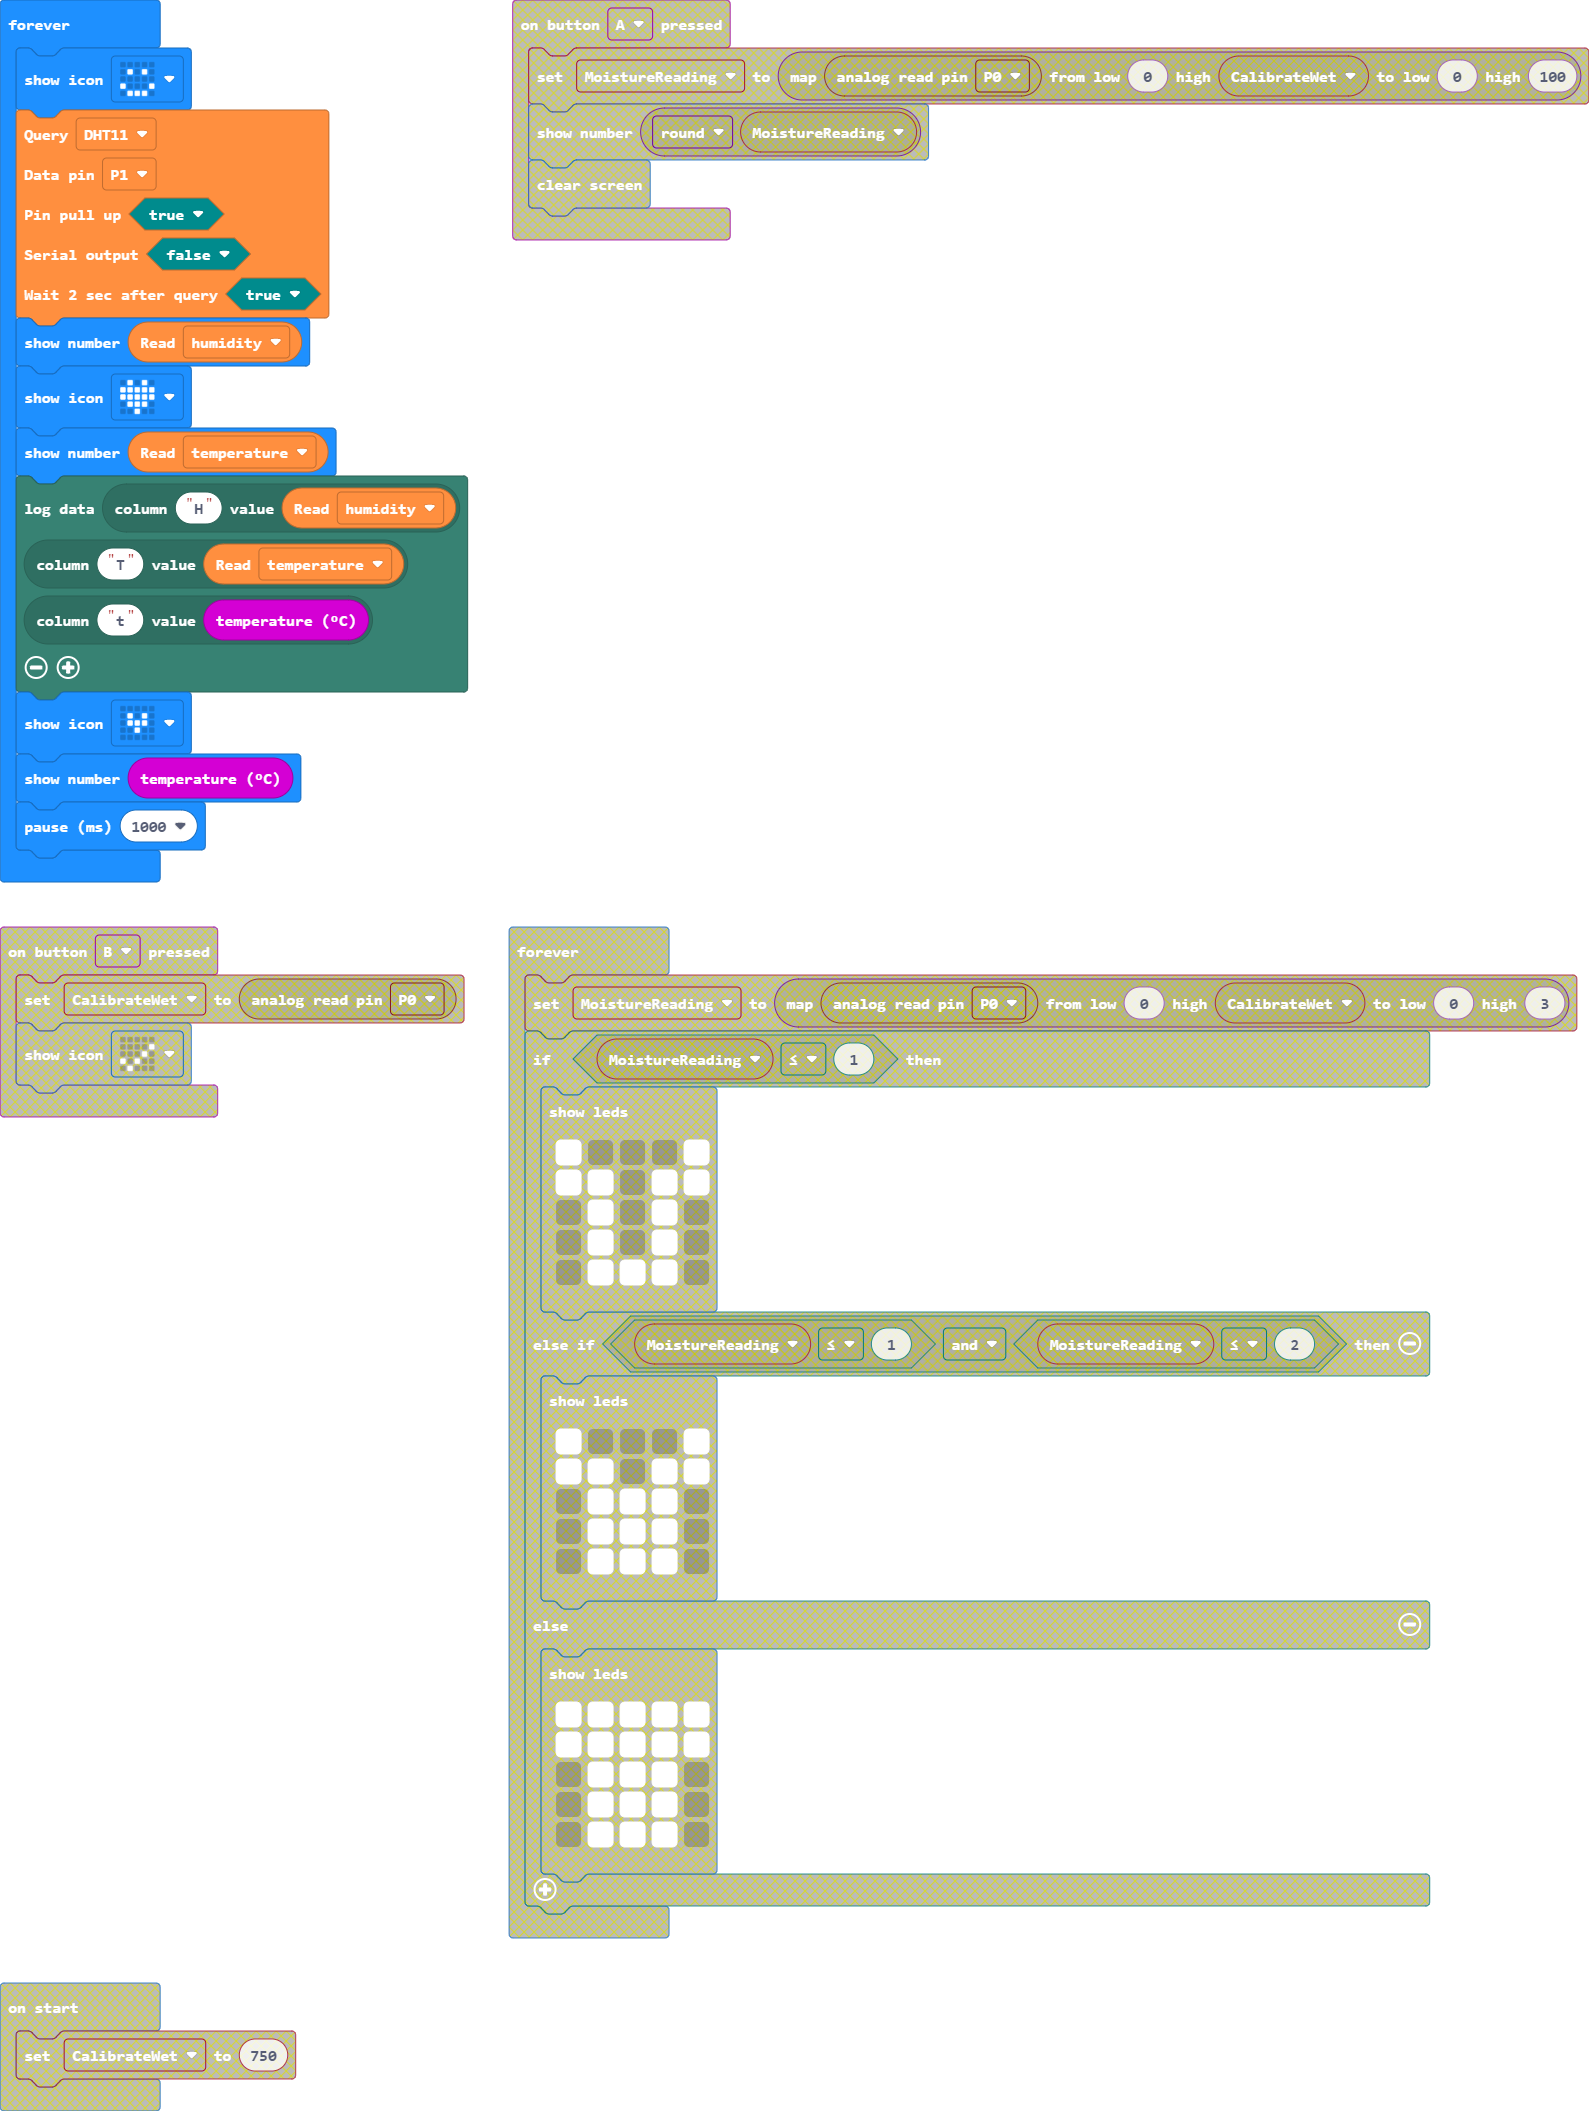 forever
show icon
Query DHT11
Data pin P1
Pin pull up true
Serial output false
Wait 2 sec after query true
show number Read humidity
show icon
show number Read temperature
log data column "H" value Read humidity
column "T" value Read temperature
column "t" value temperature (ºC)
show icon
show number temperature (ºC)
pause (ms) 1000
on button A pressed
set MoistureReading to map analog read pin P0 from low 0 high CalibrateWet to low 0 high 100
show number round MoistureReading
clear screen
on button B pressed
set CalibrateWet to analog read pin P0
show icon
forever
set MoistureReading to map analog read pin P0 from low 0 high CalibrateWet to low 0 high 3
if MoistureReading ≤ 1 then
show leds
else if MoistureReading ≤ 1 and MoistureReading ≤ 2 then
show leds
else
show leds
on start
set CalibrateWet to 750